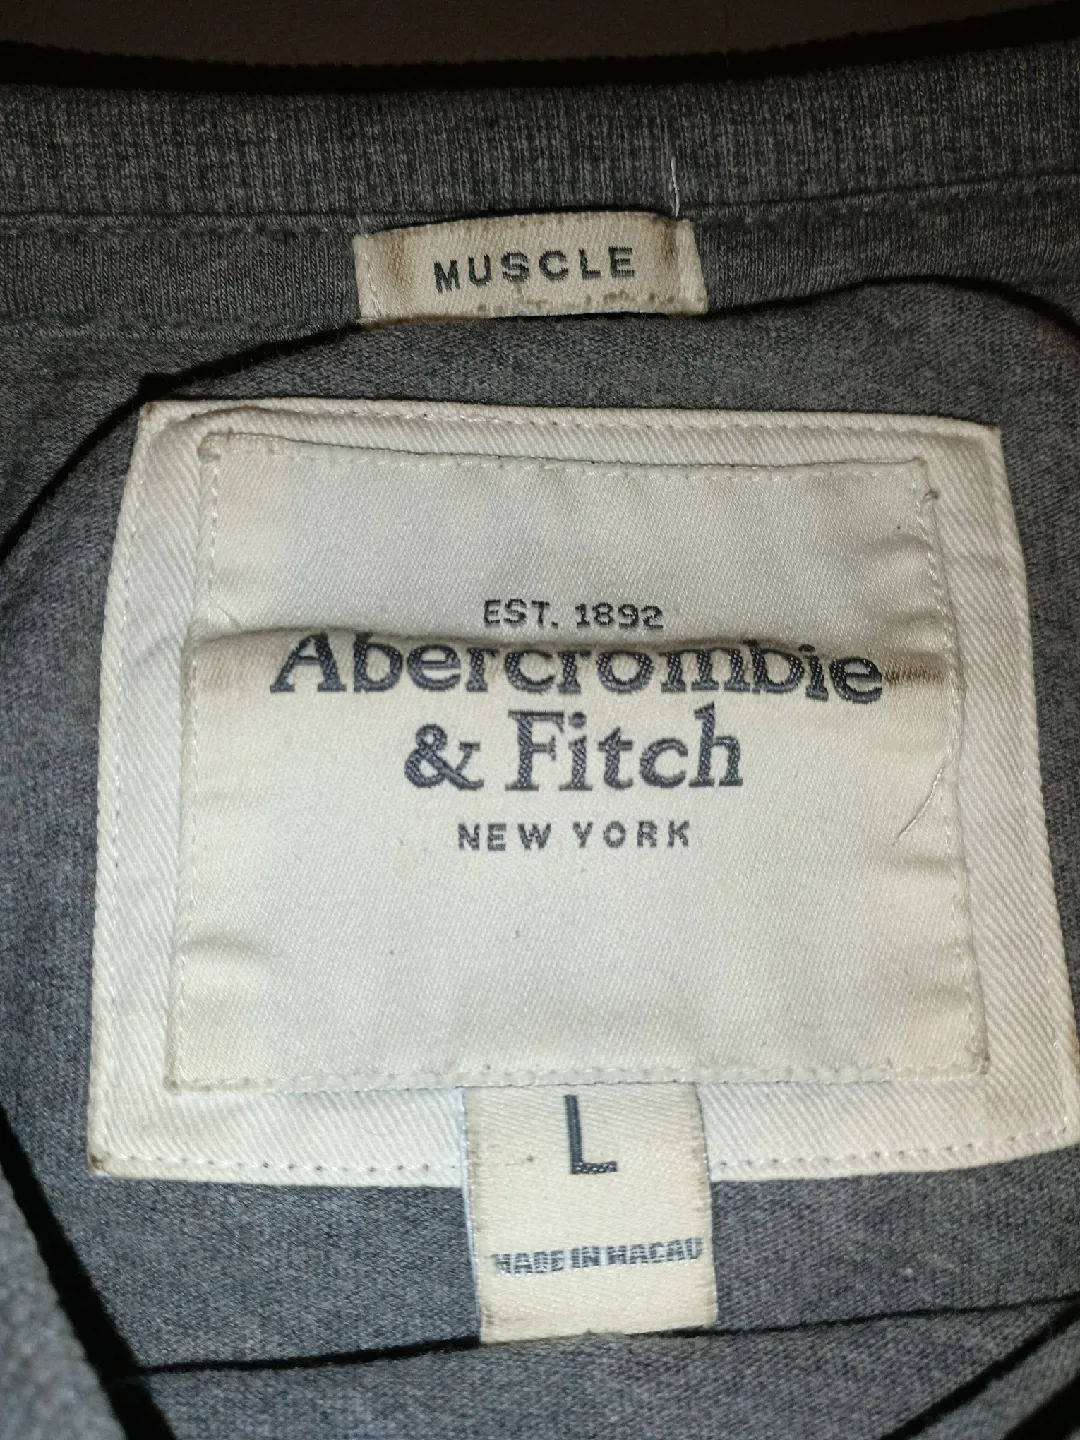 MUSCLE
EST. 1892
Abercrombie
& Fitch
NEW YORK
L
MADE IN MACAU